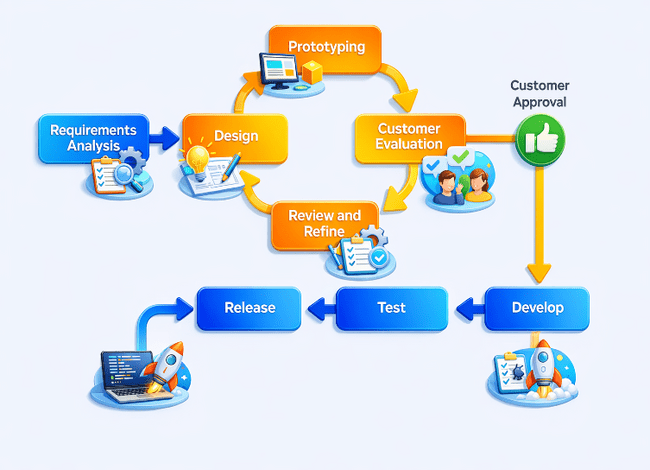 Prototyping
Customer
Approval
Requirements
Analysis
Design
Customer
Evaluation
Review and
Refine
Release
Test
Develop